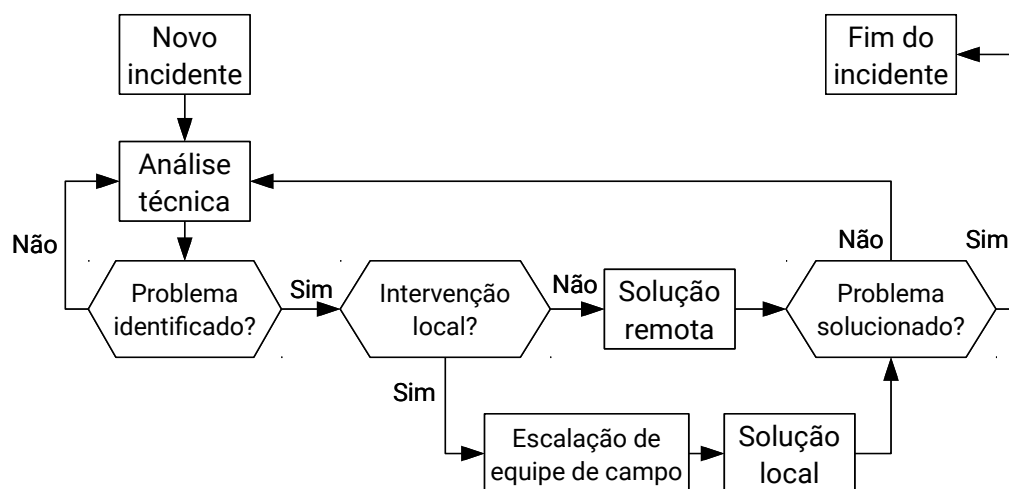 Novo
incidente
Fim do
incidente
Análise
técnica
Não
Não
Sim
Problema
identificado?
Sim
Intervenção
local?
Não
Solução
remota
Problema
solucionado?
Sim
Escalação de
equipe de campo
Solução
local